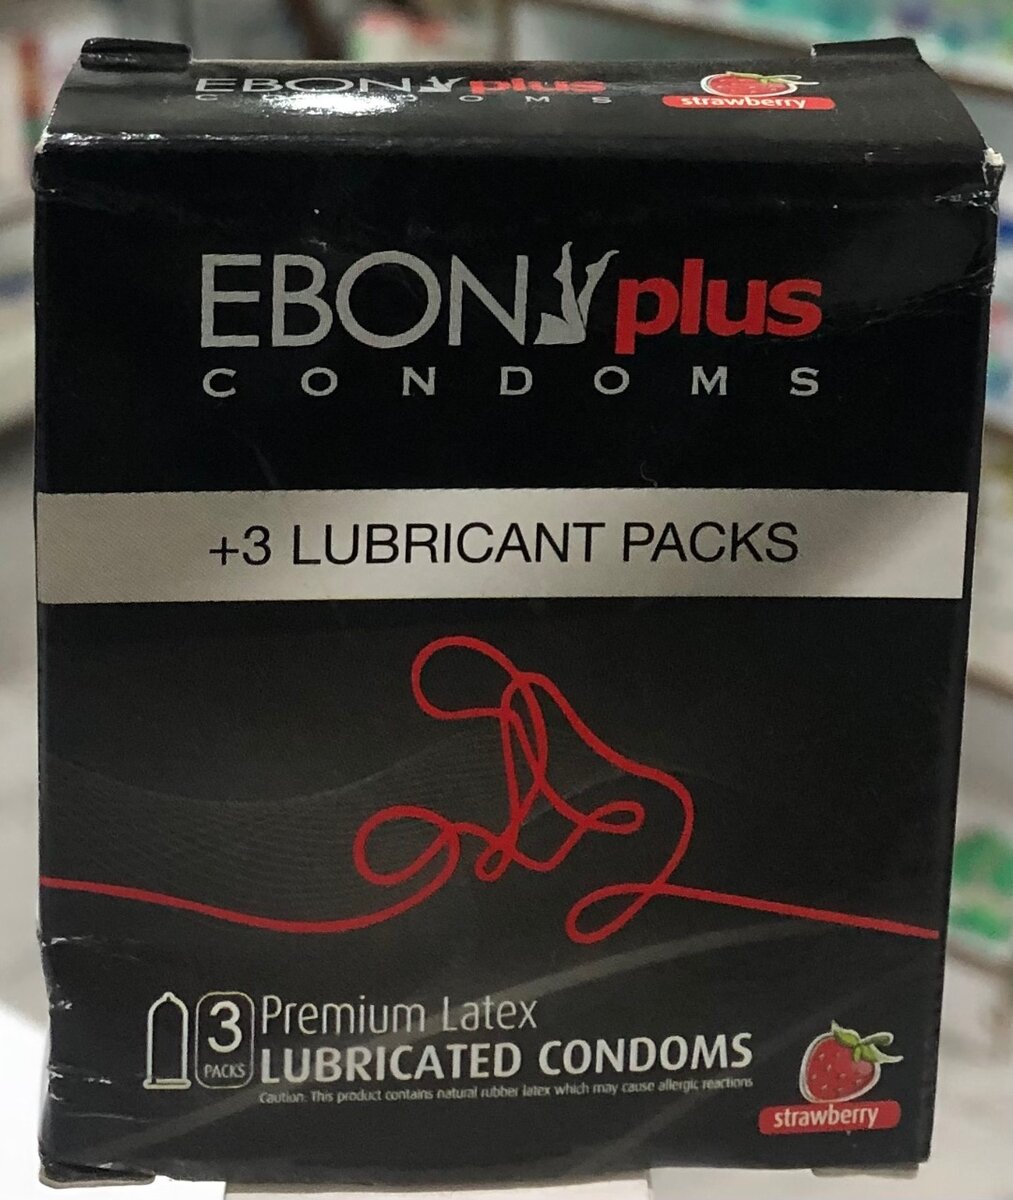 EBONY plus
CONDOMS
strawberry
EBONY plus
CONDOMS
+3 LUBRICANT PACKS
3
PACKS
Premium Latex
LUBRICATED CONDOMS
Caution: This product contains natural rubber latex which may cause allergic reactions
strawberry